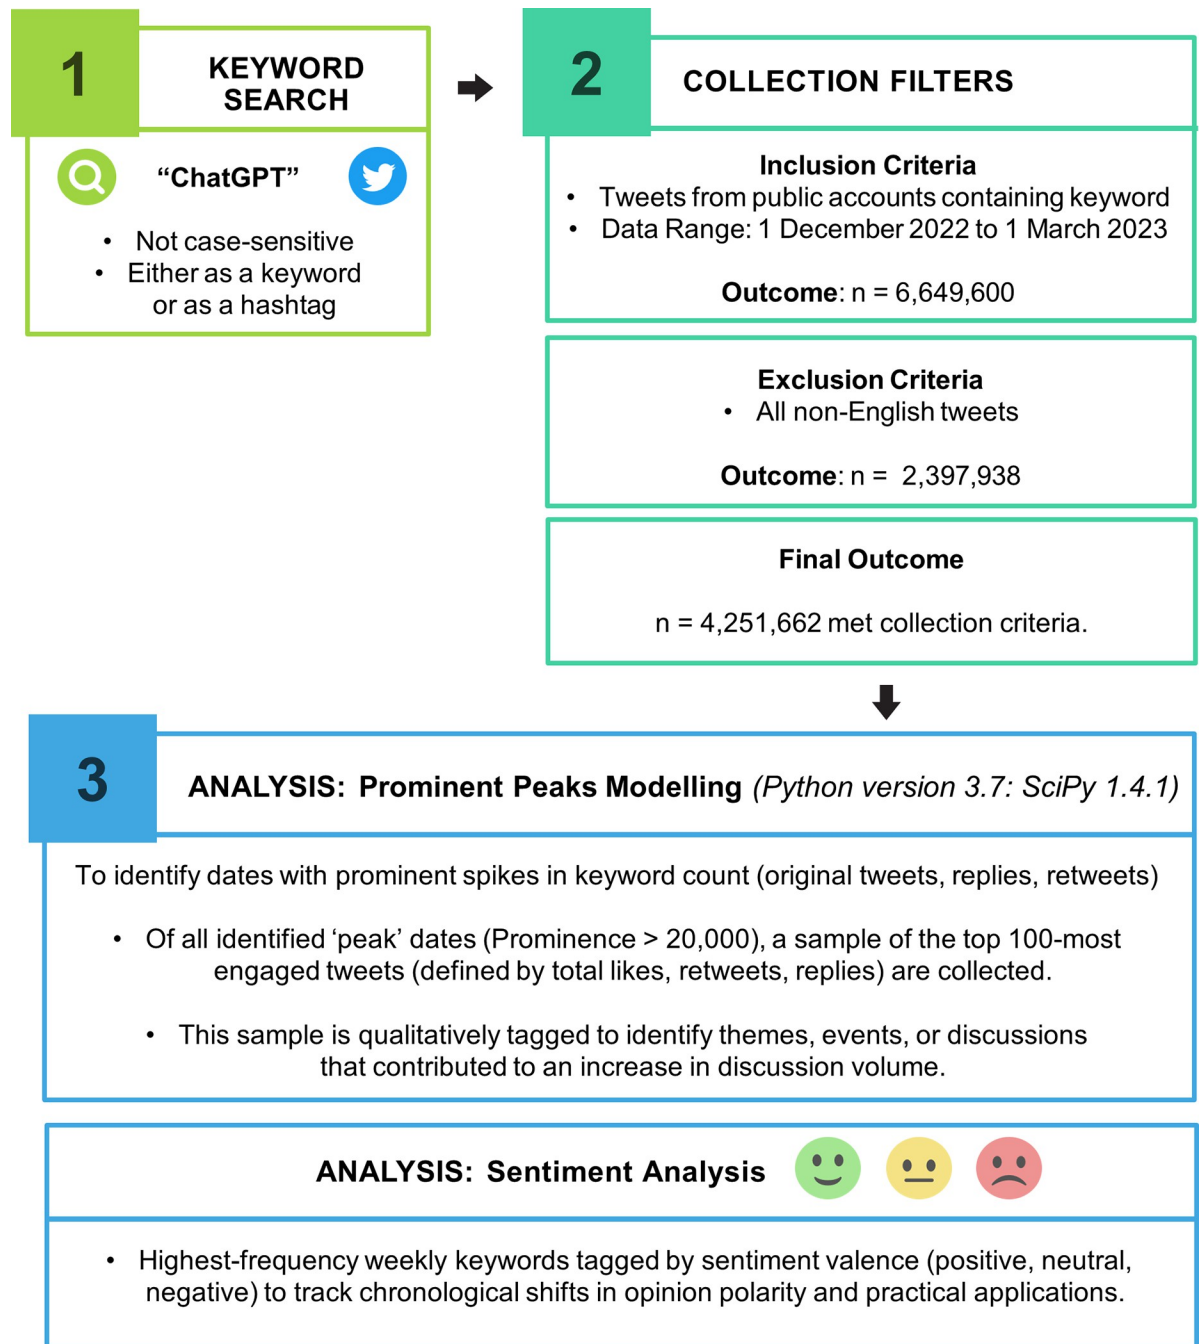 1
KEYWORD
SEARCH
“ChatGPT”
• Not case-sensitive
• Either as a keyword
or as a hashtag
2
COLLECTION FILTERS
Inclusion Criteria
• Tweets from public accounts containing keyword
• Data Range: 1 December 2022 to 1 March 2023
Outcome: n = 6,649,600
Exclusion Criteria
• All non-English tweets
Outcome: n = 2,397,938
Final Outcome
n = 4,251,662 met collection criteria.
3
ANALYSIS: Prominent Peaks Modelling (Python version 3.7: SciPy 1.4.1)
To identify dates with prominent spikes in keyword count (original tweets, replies, retweets)
• Of all identified ‘peak’ dates (Prominence > 20,000), a sample of the top 100-most
engaged tweets (defined by total likes, retweets, replies) are collected.
• This sample is qualitatively tagged to identify themes, events, or discussions
that contributed to an increase in discussion volume.
ANALYSIS: Sentiment Analysis
• Highest-frequency weekly keywords tagged by sentiment valence (positive, neutral,
negative) to track chronological shifts in opinion polarity and practical applications.